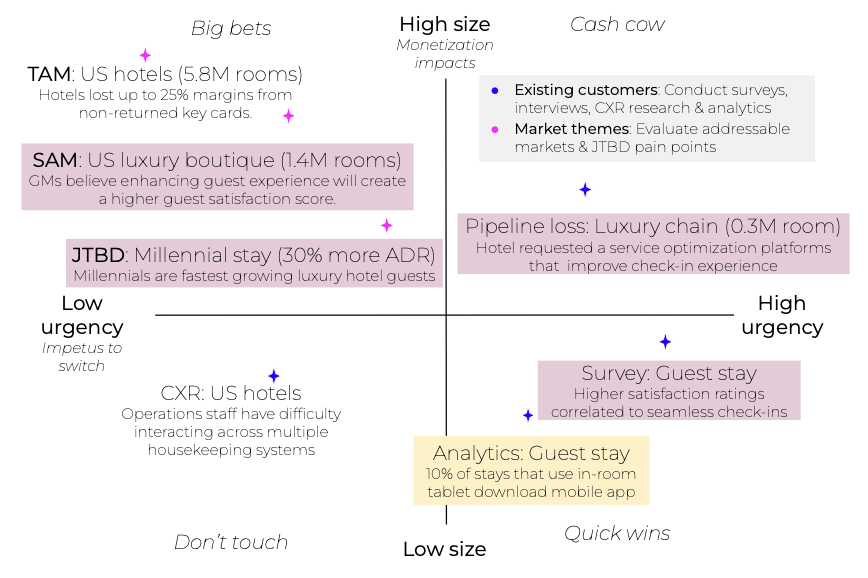 Big bets
High size
Monetization
impacts
Cash cow
TAM: US hotels (5.8M rooms)
Hotels lost up to 25% margins from
non-returned key cards.
Existing customers: Conduct surveys,
interviews, CXR research & analytics
Market themes: Evaluate addressable
markets & JTBD pain points
SAM: US luxury boutique (1.4M rooms)
GMs believe enhancing guest experience will create
a higher guest satisfaction score.
Pipeline loss: Luxury chain (0.3M room)
Hotel requested a service optimization platforms
that improve check-in experience
JTBD: Millennial stay (30% more ADR)
Millennials are fastest growing luxury hotel guests
Low
urgency
Impetus to
switch
High
urgency
CXR: US hotels
Operations staff have difficulty
interacting across multiple
housekeeping systems
Survey: Guest stay
Higher satisfaction ratings
correlated to seamless check-ins
Analytics: Guest stay
10% of stays that use in-room
tablet download mobile app
Don't touch
Low size
Quick wins